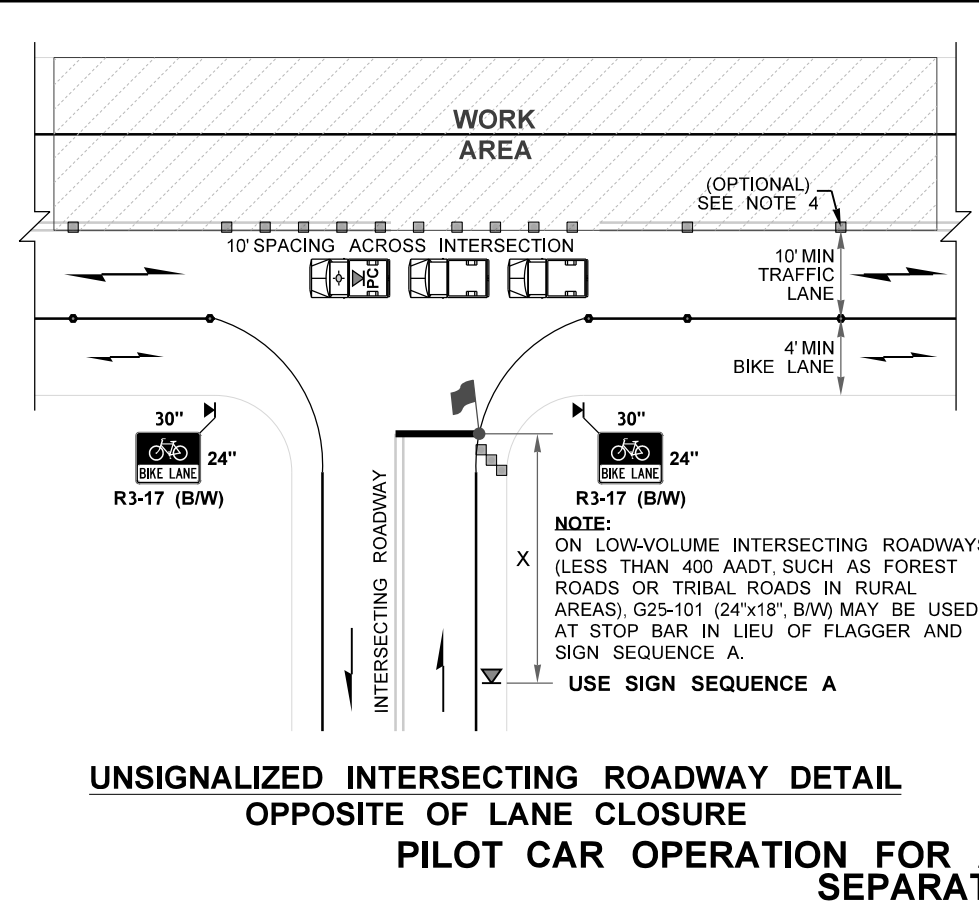 WORK
AREA
(OPTIONAL)
SEE NOTE 4
10' SPACING ACROSS INTERSECTION
PC
10' MIN
TRAFFIC
LANE
4' MIN
BIKE LANE
30"
BIKE LANE
24"
R3-17 (B/W)
30"
BIKE LANE
24"
R3-17 (B/W)
INTERSECTING ROADWAY
X
NOTE:
ON LOW-VOLUME INTERSECTING ROADWAYS
(LESS THAN 400 AADT, SUCH AS FOREST
ROADS OR TRIBAL ROADS IN RURAL
AREAS), G25-101 (24"x18", B/W) MAY BE USED
AT STOP BAR IN LIEU OF FLAGGER AND
SIGN SEQUENCE A.
USE SIGN SEQUENCE A
UNSIGNALIZED INTERSECTING ROADWAY DETAIL
OPPOSITE OF LANE CLOSURE
PILOT CAR OPERATION FOR
SEPARAT